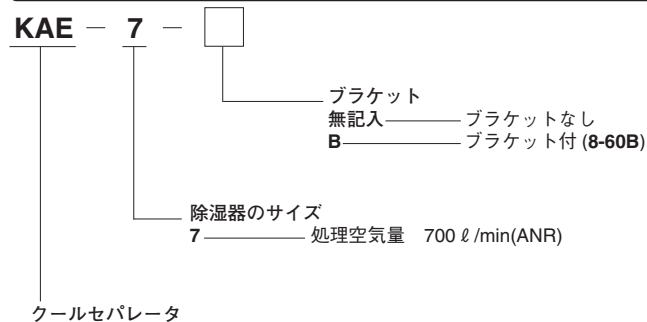 KAE － 7 － □
ブラケット
無記入 ブラケットなし
B ブラケット付 (8-60B)
除湿器のサイズ
7 処理空気量　700 ℓ/min(ANR)
クールセパレータ